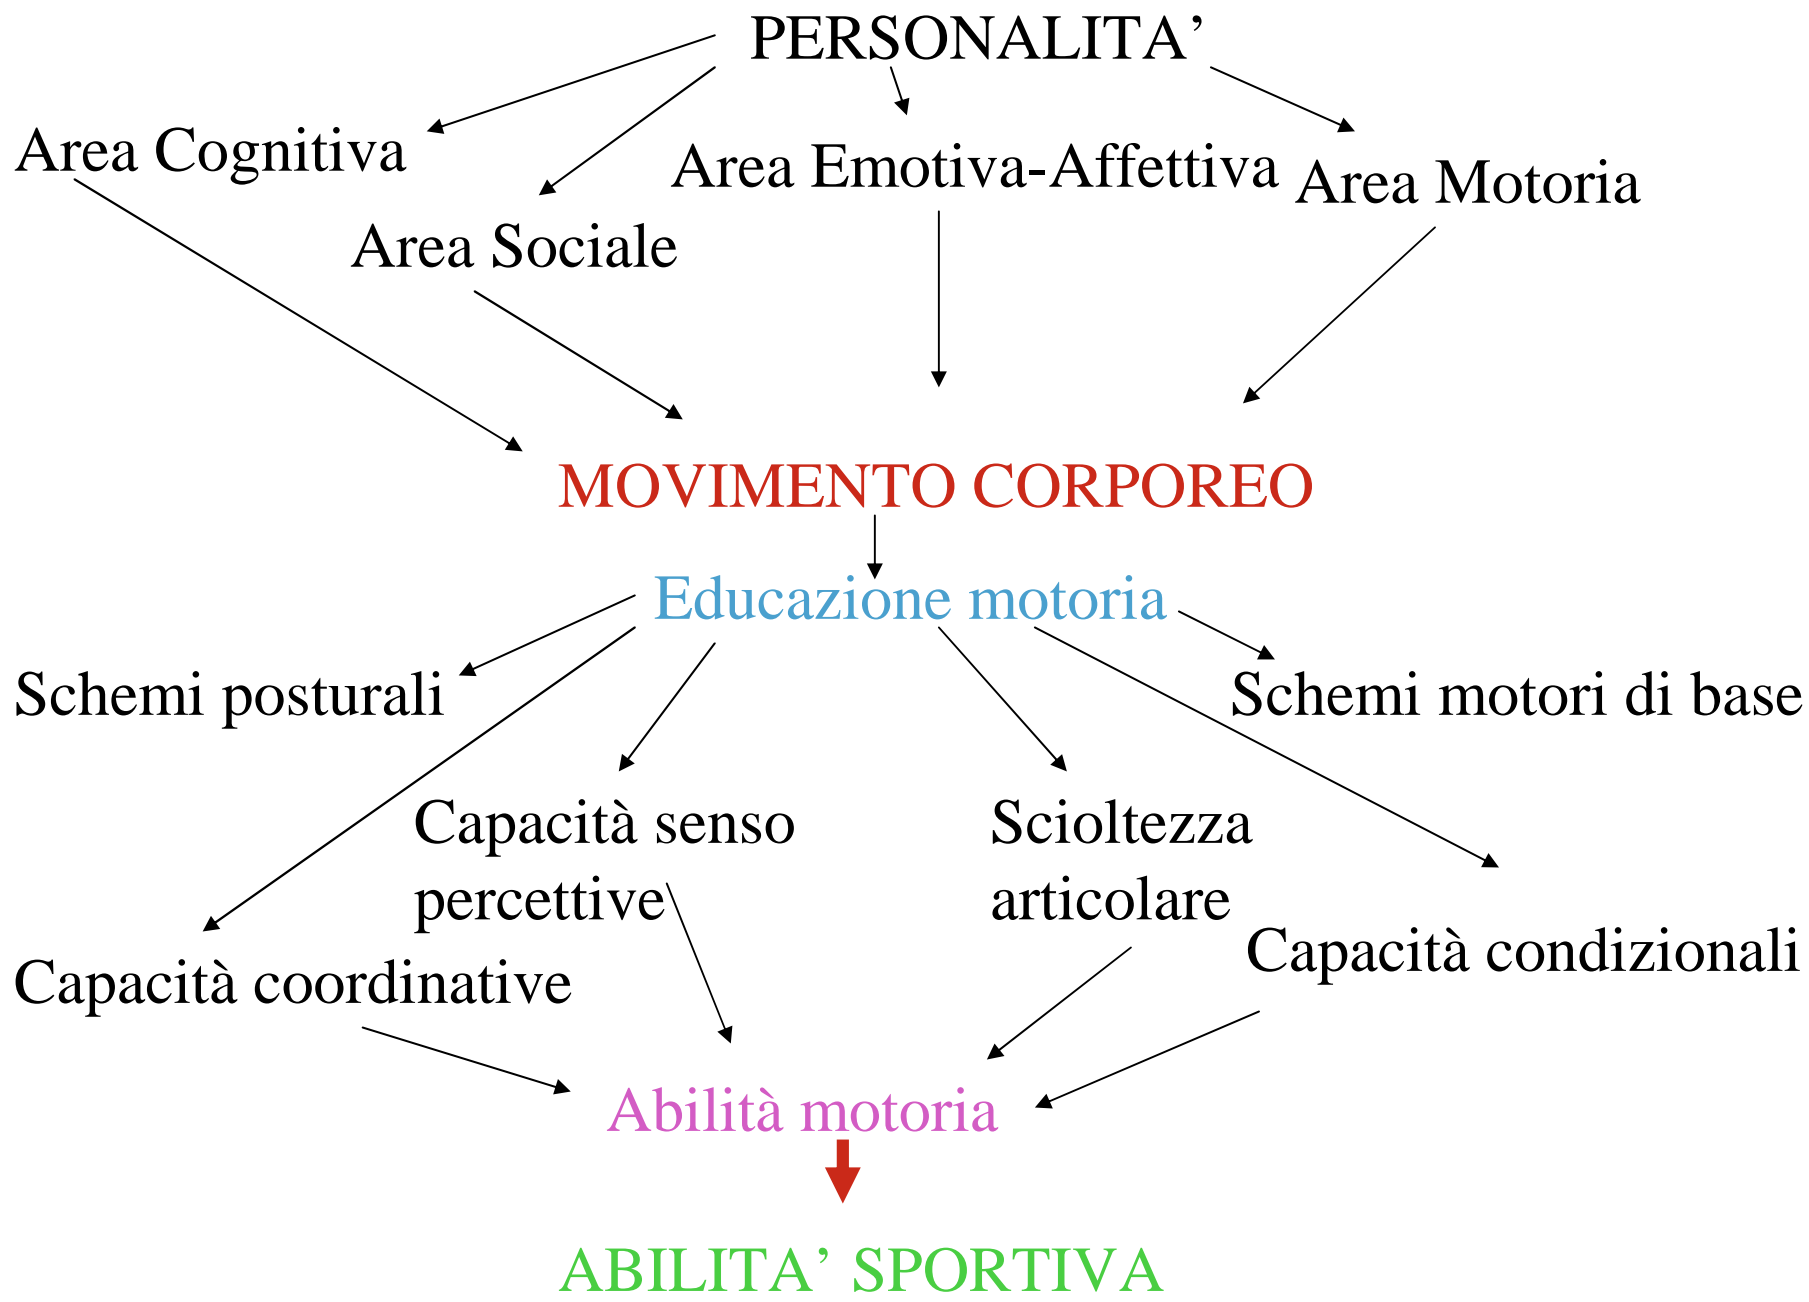 PERSONALITA’
Area Cognitiva
Area Emotiva-Affettiva
Area Motoria
Area Sociale
MOVIMENTO CORPOREO
Educazione motoria
Schemi posturali
Schemi motori di base
Capacità senso
percettive
Scioltezza
articolare
Capacità coordinative
Capacità condizionali
Abilità motoria
ABILITA’ SPORTIVA